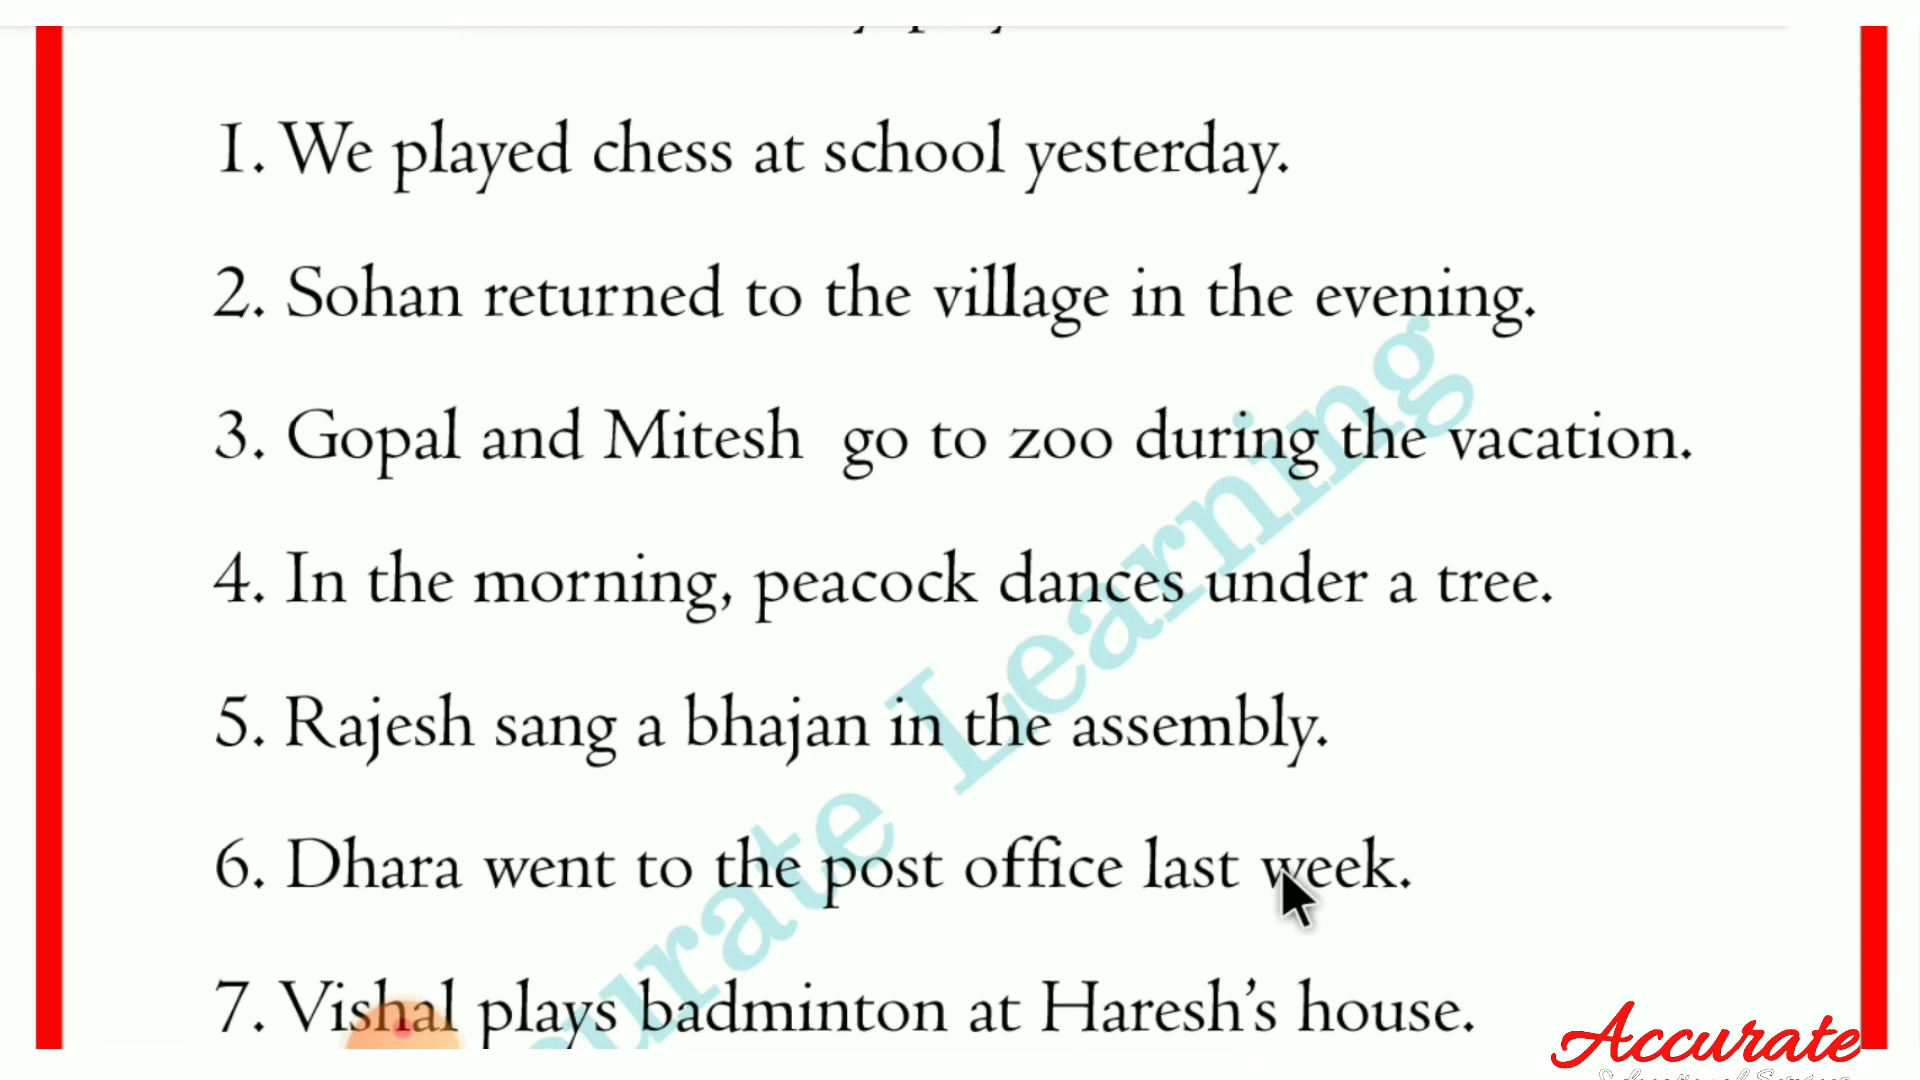 1. We played chess at school yesterday.
2. Sohan returned to the village in the evening.
3. Gopal and Mitesh go to zoo during the vacation.
4. In the morning, peacock dances under a tree.
5. Rajesh sang a bhajan in the assembly.
6. Dhara went to the post office last week.
7. Vishal plays badminton at Haresh's house.
urate Learning
Accurate